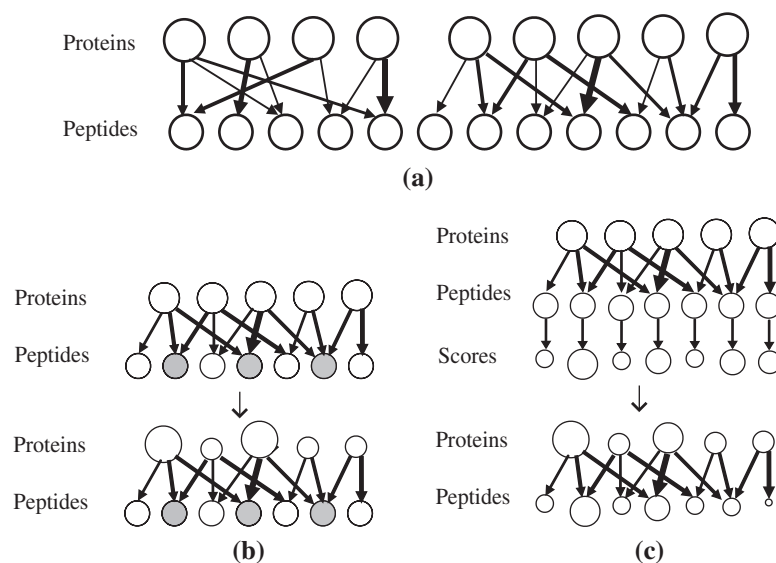 Proteins
Peptides
(a)
Proteins
Peptides
Proteins
Peptides
(b)
Proteins
Peptides
Scores
Proteins
Peptides
(c)